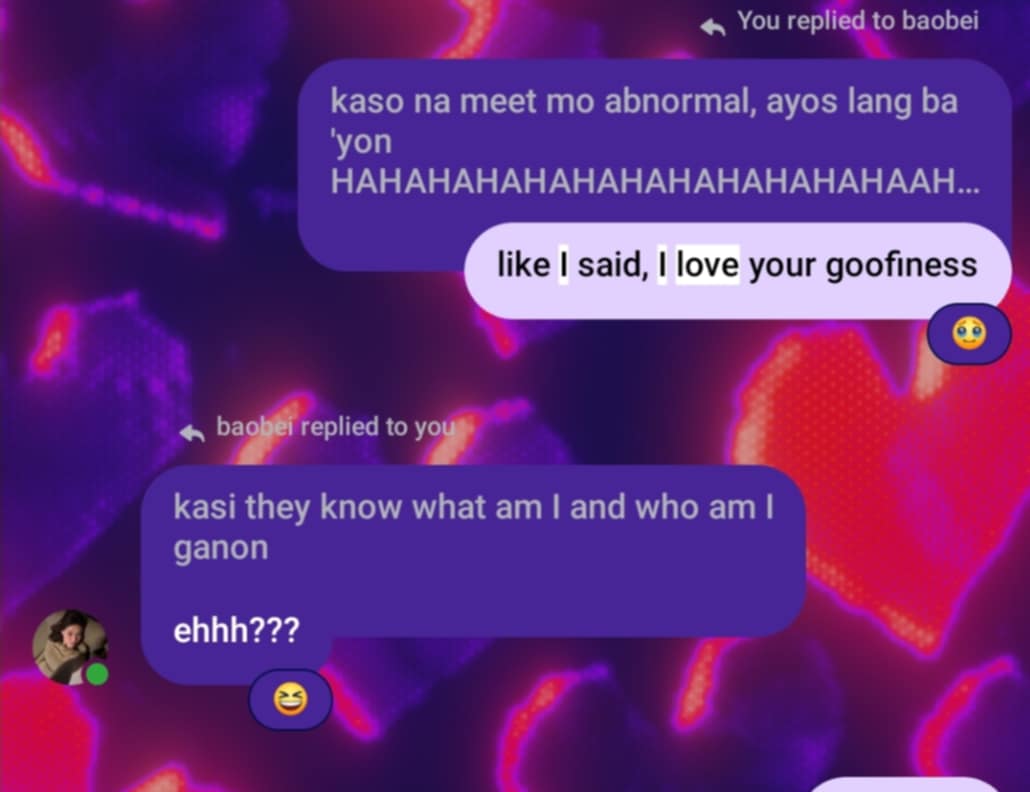 You replied to baobei
kaso na meet mo abnormal, ayos lang ba
'yon
HAHAHAHAHAHAHAHAHAHAHAHAAH...
like I said, I love your goofiness
baobei replied to you
kasi they know what am I and who am I
ganon
ehhh???